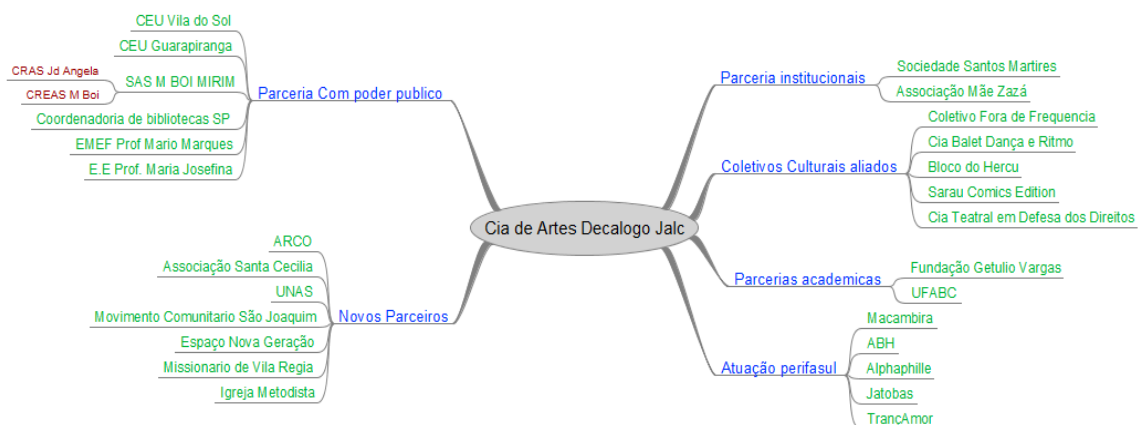 CEU Vila do Sol
CEU Guarapiranga
CRAS Jd Angela
CREAS M Boi
SAS M BOI MIRIM
Coordenadoria de bibliotecas SP
EMEF Prof Mario Marques
E.E Prof. Maria Josefina
Parceria Com poder publico
ARCO
Associação Santa Cecilia
UNAS
Movimento Comunitario São Joaquim
Espaço Nova Geração
Missionario de Vila Regia
Igreja Metodista
Novos Parceiros
Cia de Artes Decalogo Jalc
Parceria institucionais
Sociedade Santos Martires
Associação Mãe Zazá
Coletivos Culturais aliados
Coletivo Fora de Frequencia
Cia Balet Dança e Ritmo
Bloco do Hercu
Sarau Comics Edition
Cia Teatral em Defesa dos Direitos
Parcerias academicas
Fundação Getulio Vargas
UFABC
Atuação perifasul
Macambira
ABH
Alphaphille
Jatobas
TrancAmor